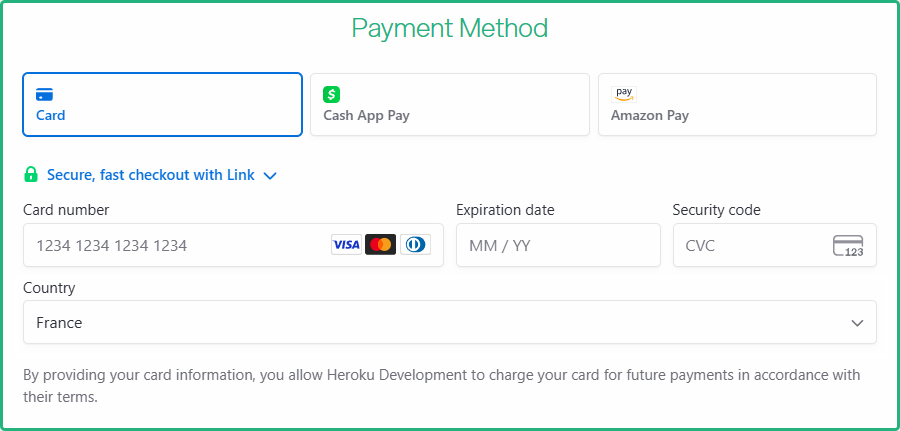 Payment Method
Card
Cash App Pay
pay
Amazon Pay
Secure, fast checkout with Link
Card number
Expiration date
Security code
1234 1234 1234 1234
VISA
MM / YY
CVC
123
Country
France
By providing your card information, you allow Heroku Development to charge your card for future payments in accordance with
their terms.